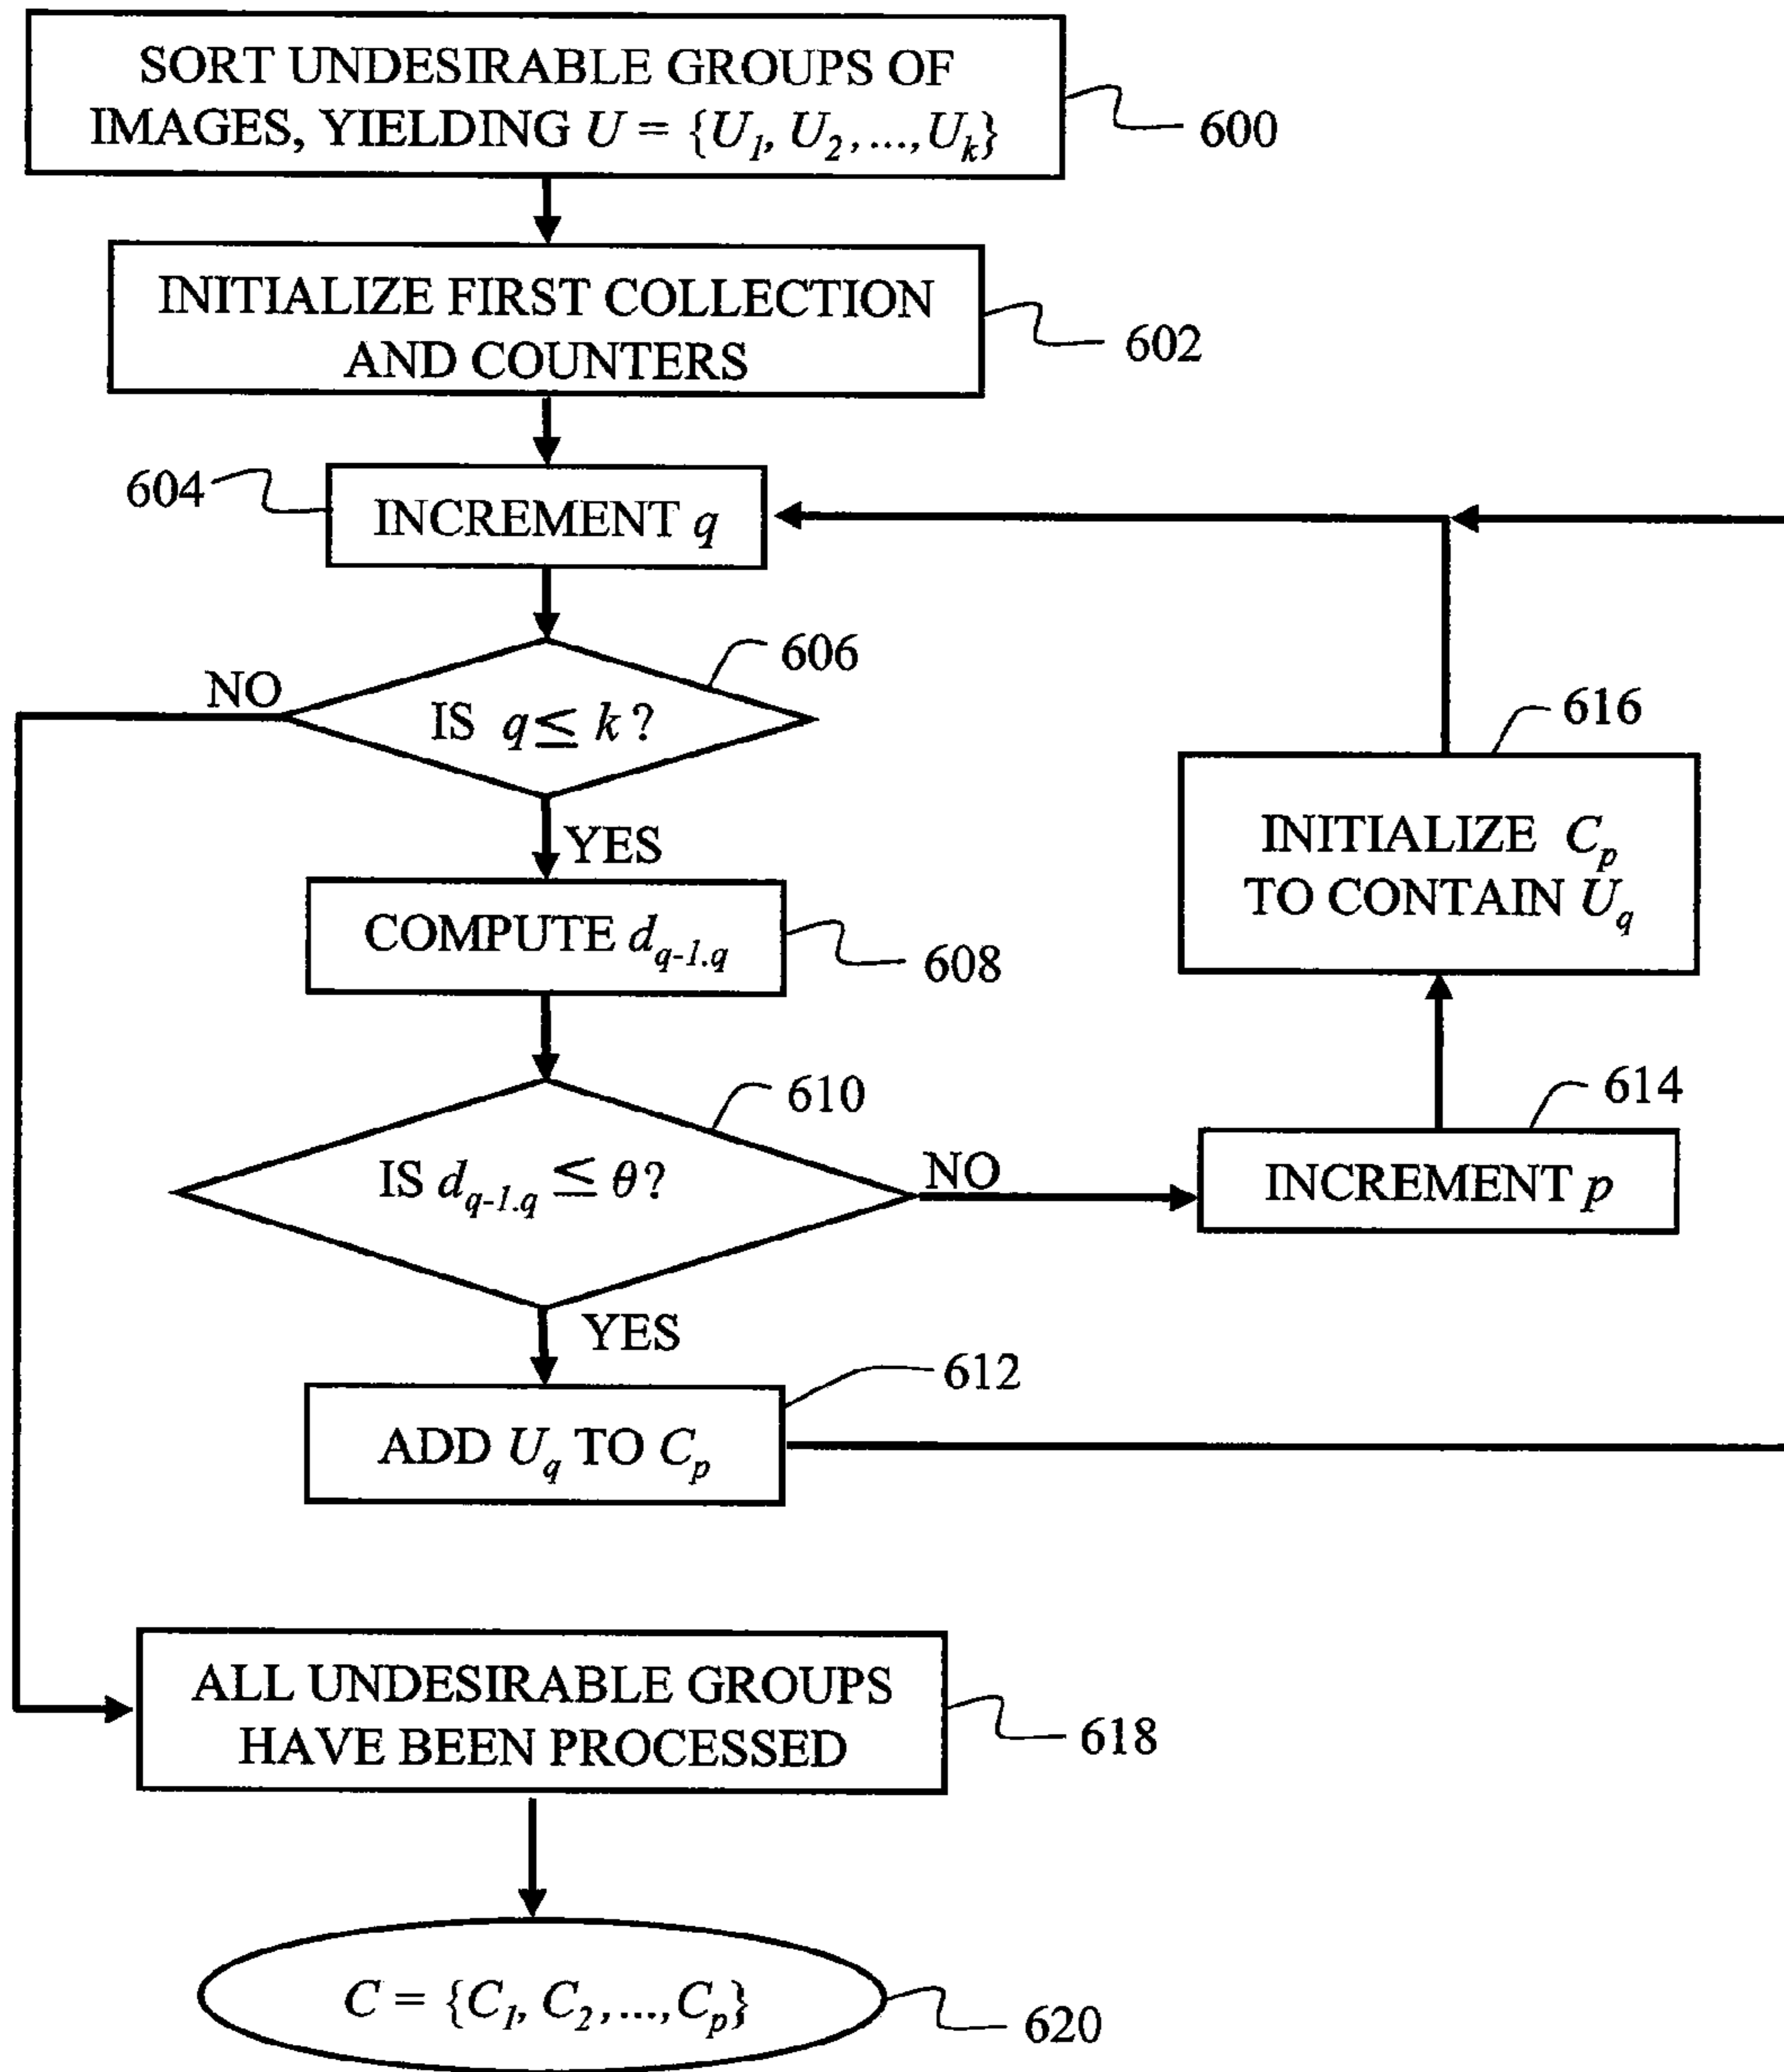 SORT UNDESIRABLE GROUPS OF
IMAGES, YIELDING U = {U1, U2,...,Uk}
600
INITIALIZE FIRST COLLECTION
AND COUNTERS
602
604
INCREMENT q
606
NO
IS q ≤ k?
YES
616
INITIALIZE Cp
TO CONTAIN Uq
COMPUTE dq-1.q
608
610
614
IS dq-1.q ≤ θ?
NO
INCREMENT p
YES
612
ADD Uq TO Cp
ALL UNDESIRABLE GROUPS
HAVE BEEN PROCESSED
618
C = {C1, C2,...,Cp}
620